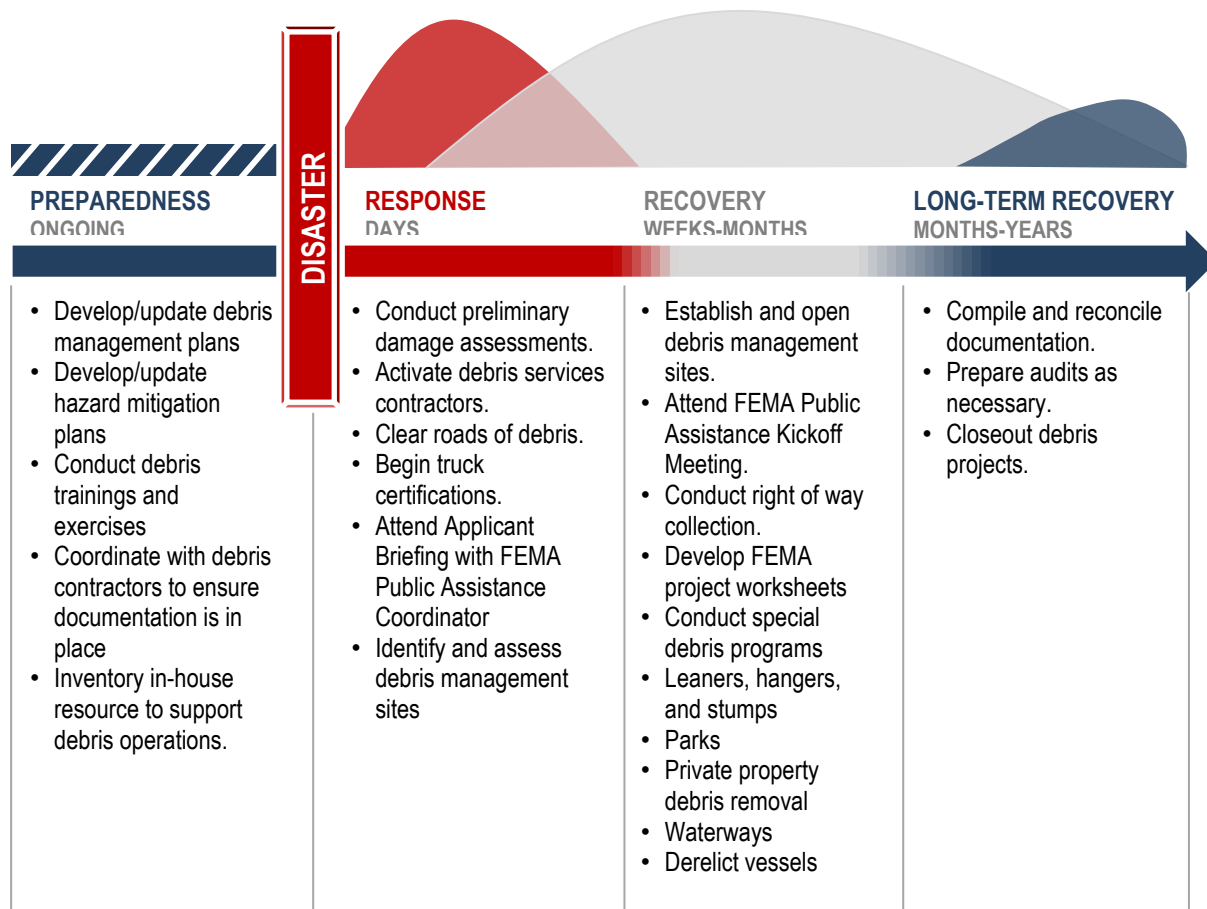 DISASTER
PREPAREDNESS
ONGOING
• Develop/update debris
management plans
• Develop/update
hazard mitigation
plans
• Conduct debris
trainings and
exercises
• Coordinate with debris
contractors to ensure
documentation is in
place
• Inventory in-house
resource to support
debris operations.
RESPONSE
DAYS
• Conduct preliminary
damage assessments.
• Activate debris services
contractors.
• Clear roads of debris.
• Begin truck
certifications.
• Attend Applicant
Briefing with FEMA
Public Assistance
Coordinator
• Identify and assess
debris management
sites
RECOVERY
WEEKS-MONTHS
• Establish and open
debris management
sites.
• Attend FEMA Public
Assistance Kickoff
Meeting.
• Conduct right of way
collection.
• Develop FEMA
project worksheets
• Conduct special
debris programs
• Leaners, hangers,
and stumps
• Parks
• Private property
debris removal
• Waterways
• Derelict vessels
LONG-TERM RECOVERY
MONTHS-YEARS
• Compile and reconcile
documentation.
• Prepare audits as
necessary.
• Closeout debris
projects.